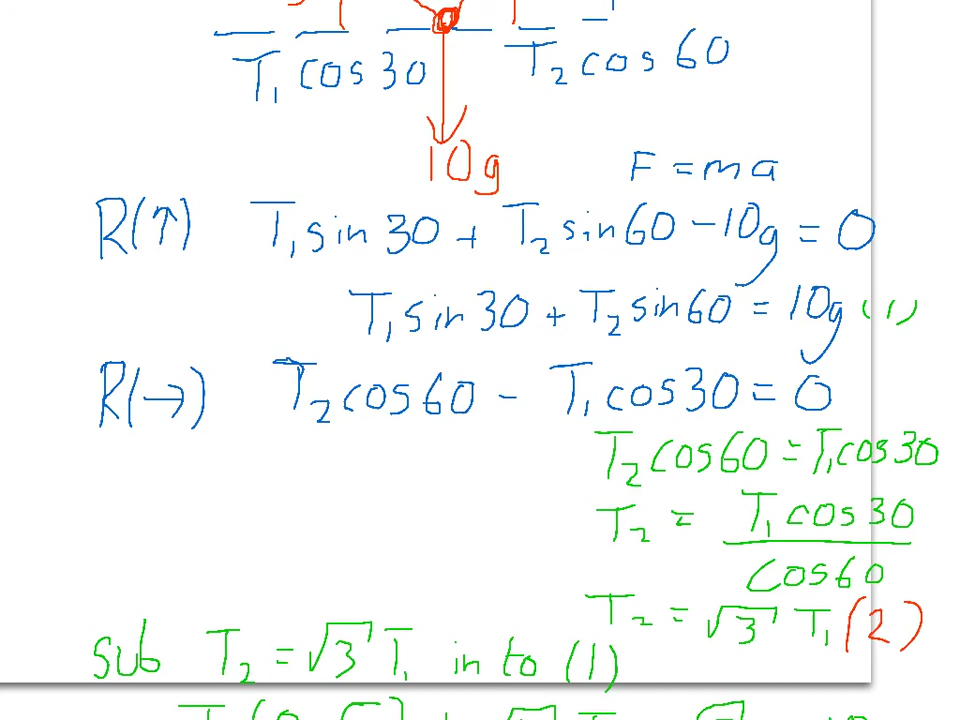 T₁ cos 30 T₂ cos 60
10g
F = ma
R(↑) T₁ sin 30 + T₂ sin 60 - 10g = 0
T₁ sin 30 + T₂ sin 60 = 10g (1)
R(→) T₂ cos 60 - T₁ cos 30 = 0
T₂ cos 60 = T₁ cos 30
T₂ = T₁ cos 30 / cos 60
T₂ = √3 T₁ (2)
sub T₂ = √3 T₁ in to (1)